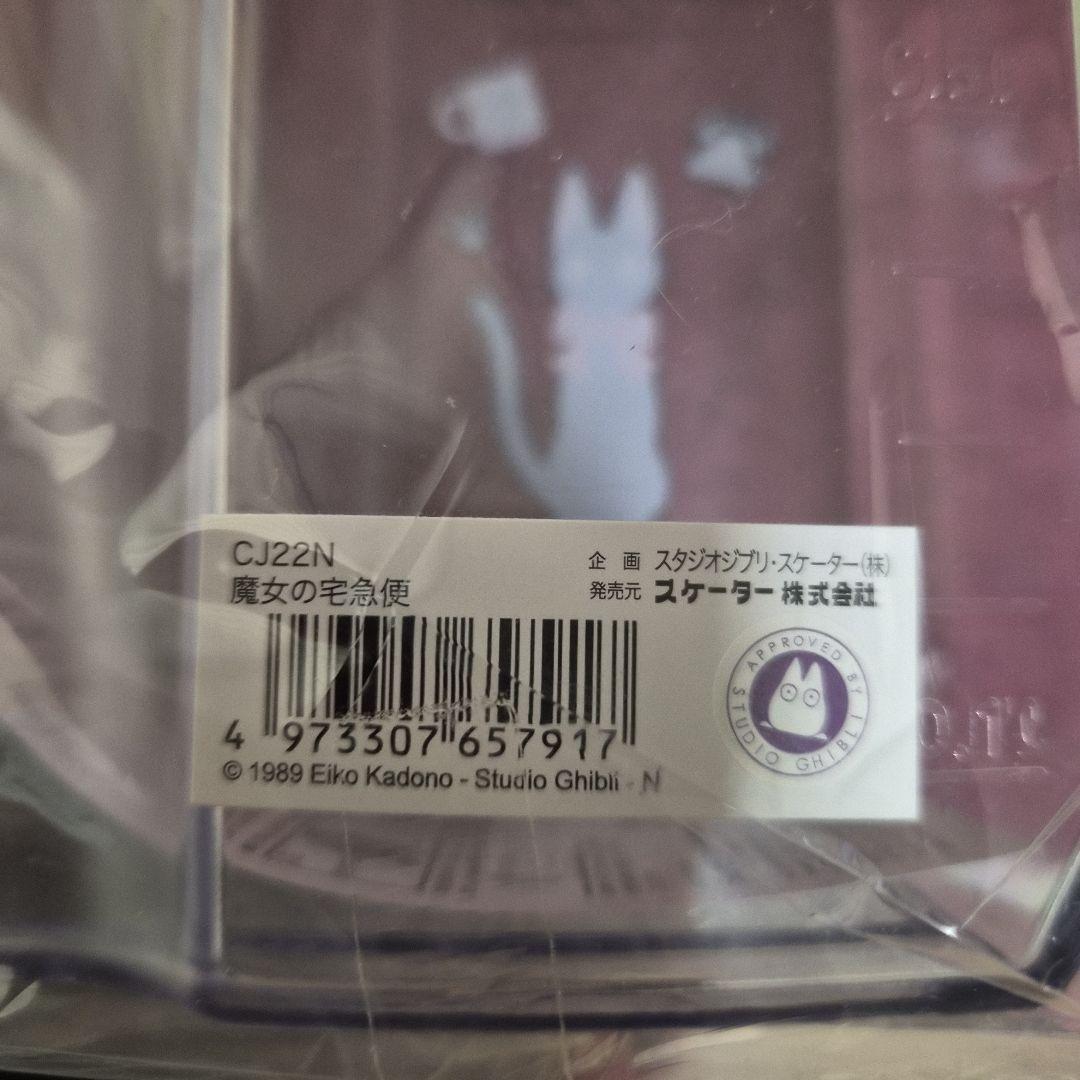 CJ22N
魔女の宅急便
企 画 スタジオジブリ・スケーター(株)
発売元 スケーター株式会社
4 973307 657917
© 1989 Eiko Kadono - Studio Ghibli - N
APPROVED BY STUDIO GHIBLI